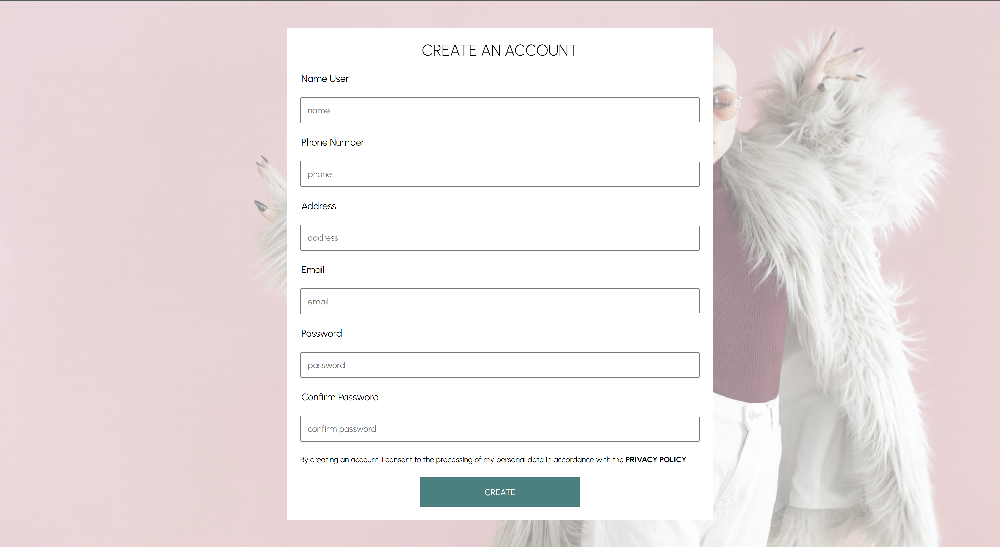 CREATE AN ACCOUNT
Name User
name
Phone Number
phone
Address
address
Email
email
Password
password
Confirm Password
confirm password
By creating an account, I consent to the processing of my personal data in accordance with the PRIVACY POLICY
CREATE